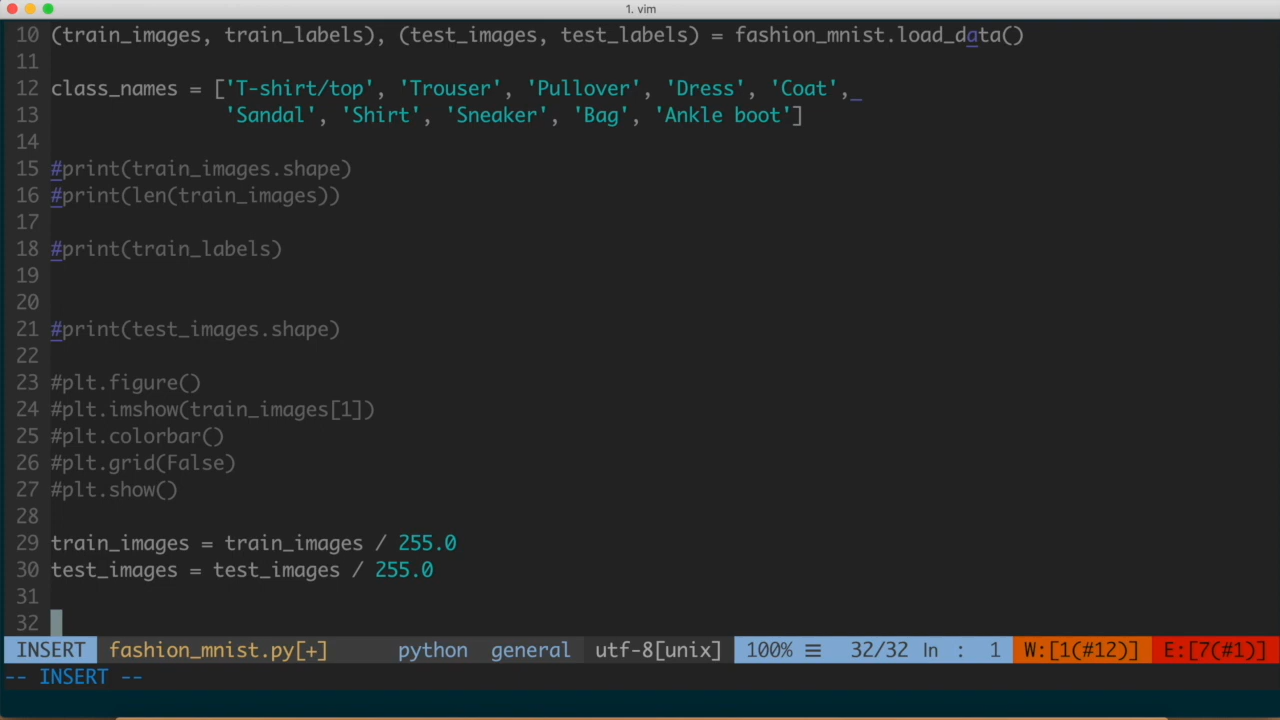 1. vim
10 (train_images, train_labels), (test_images, test_labels) = fashion_mnist.load_data()
11
12 class_names = ['T-shirt/top', 'Trouser', 'Pullover', 'Dress', 'Coat',_
13                'Sandal', 'Shirt', 'Sneaker', 'Bag', 'Ankle boot']
14
15 #print(train_images.shape)
16 #print(len(train_images))
17
18 #print(train_labels)
19
20
21 #print(test_images.shape)
22
23 #plt.figure()
24 #plt.imshow(train_images[1])
25 #plt.colorbar()
26 #plt.grid(False)
27 #plt.show()
28
29 train_images = train_images / 255.0
30 test_images = test_images / 255.0
31
32
INSERT fashion_mnist.py[+] python general utf-8[unix] 100% ☰ 32/32 ln : 1 W:[1(#12)] E:[7(#1)]
-- INSERT --